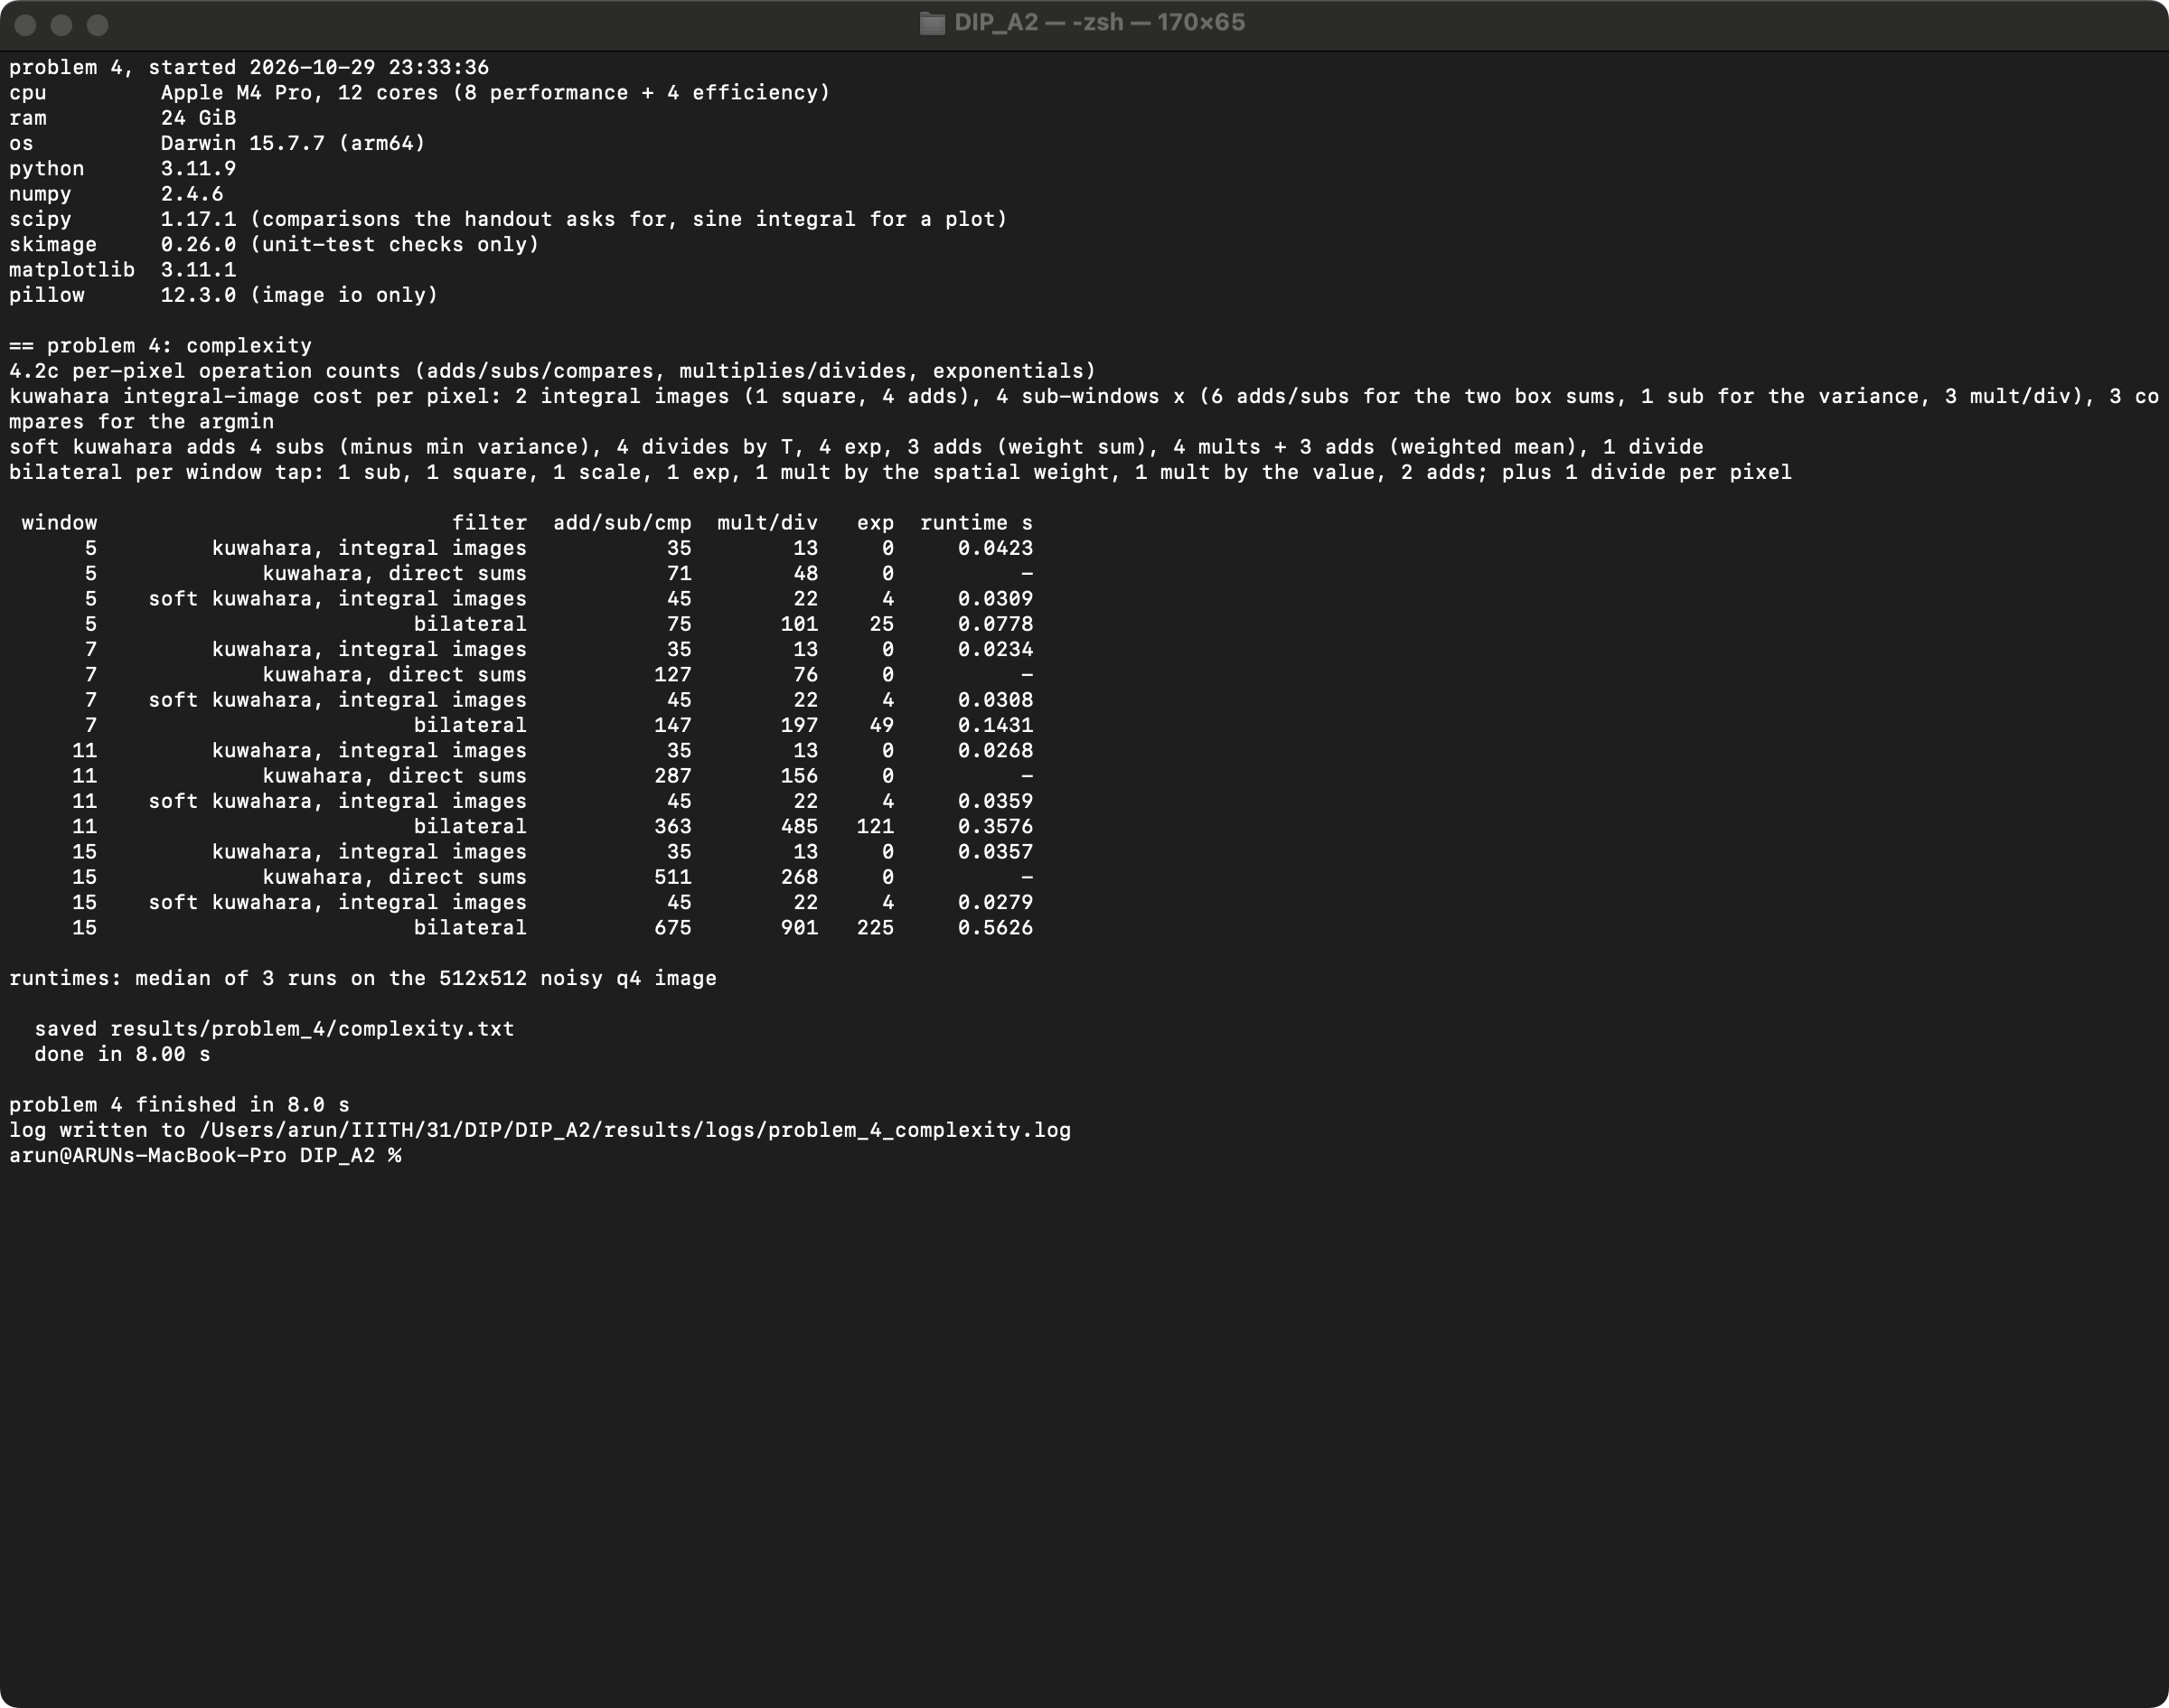 DIP_A2 — -zsh — 170×65
problem 4, started 2026-10-29 23:33:36
cpu         Apple M4 Pro, 12 cores (8 performance + 4 efficiency)
ram         24 GiB
os          Darwin 15.7.7 (arm64)
python      3.11.9
numpy       2.4.6
scipy       1.17.1 (comparisons the handout asks for, sine integral for a plot)
skimage     0.26.0 (unit-test checks only)
matplotlib  3.11.1
pillow      12.3.0 (image io only)

== problem 4: complexity
4.2c per-pixel operation counts (adds/subs/compares, multiplies/divides, exponentials)
kuwahara integral-image cost per pixel: 2 integral images (1 square, 4 adds), 4 sub-windows x (6 adds/subs for the two box sums, 1 sub for the variance, 3 mult/div), 3 co
mpares for the argmin
soft kuwahara adds 4 subs (minus min variance), 4 divides by T, 4 exp, 3 adds (weight sum), 4 mults + 3 adds (weighted mean), 1 divide
bilateral per window tap: 1 sub, 1 square, 1 scale, 1 exp, 1 mult by the spatial weight, 1 mult by the value, 2 adds; plus 1 divide per pixel

 window                            filter  add/sub/cmp  mult/div   exp  runtime s
      5         kuwahara, integral images           35        13     0     0.0423
      5             kuwahara, direct sums           71        48     0          -
      5    soft kuwahara, integral images           45        22     4     0.0309
      5                         bilateral           75       101    25     0.0778
      7         kuwahara, integral images           35        13     0     0.0234
      7             kuwahara, direct sums          127        76     0          -
      7    soft kuwahara, integral images           45        22     4     0.0308
      7                         bilateral          147       197    49     0.1431
     11         kuwahara, integral images           35        13     0     0.0268
     11             kuwahara, direct sums          287       156     0          -
     11    soft kuwahara, integral images           45        22     4     0.0359
     11                         bilateral          363       485   121     0.3576
     15         kuwahara, integral images           35        13     0     0.0357
     15             kuwahara, direct sums          511       268     0          -
     15    soft kuwahara, integral images           45        22     4     0.0279
     15                         bilateral          675       901   225     0.5626

runtimes: median of 3 runs on the 512x512 noisy q4 image

  saved results/problem_4/complexity.txt
  done in 8.00 s

problem 4 finished in 8.0 s
log written to /Users/arun/IIITH/31/DIP/DIP_A2/results/logs/problem_4_complexity.log
arun@ARUNs-MacBook-Pro DIP_A2 %